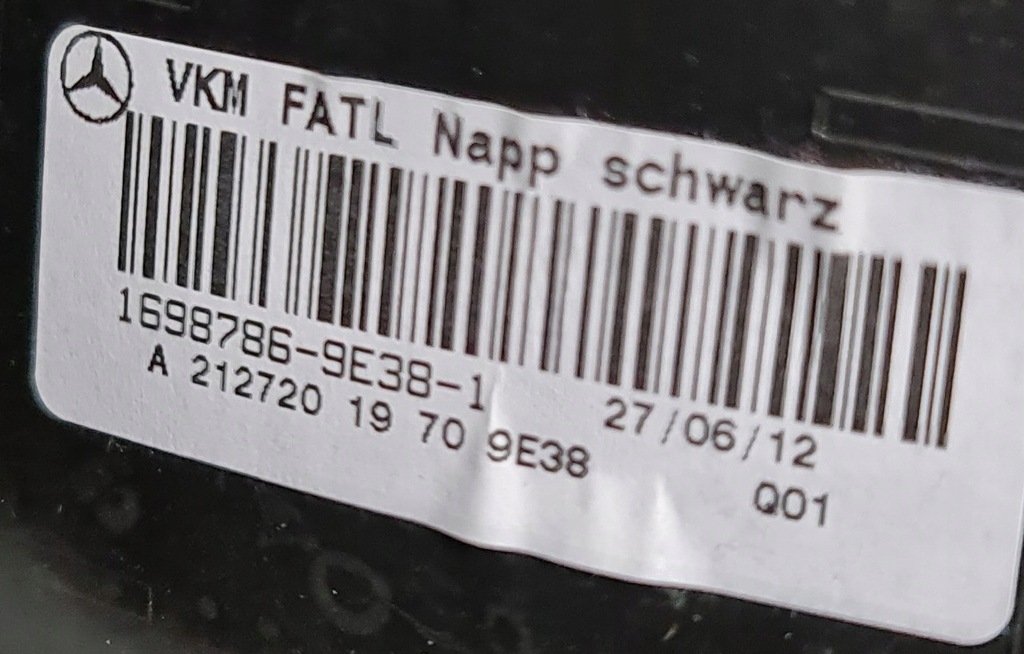 VKM FATL Napp schwarz
1698786-9E38-1 27/06/12
A 212720 19 70 9E38 Q01